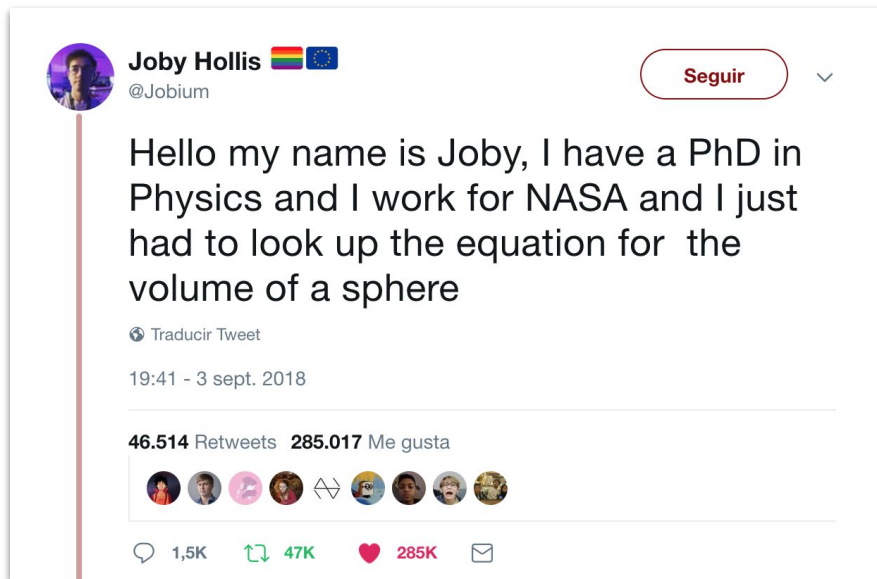 Joby Hollis
@Jobium
Seguir
Hello my name is Joby, I have a PhD in
Physics and I work for NASA and I just
had to look up the equation for  the
volume of a sphere
Traducir Tweet
19:41 - 3 sept. 2018
46.514 Retweets 285.017 Me gusta
1,5K 47K 285K